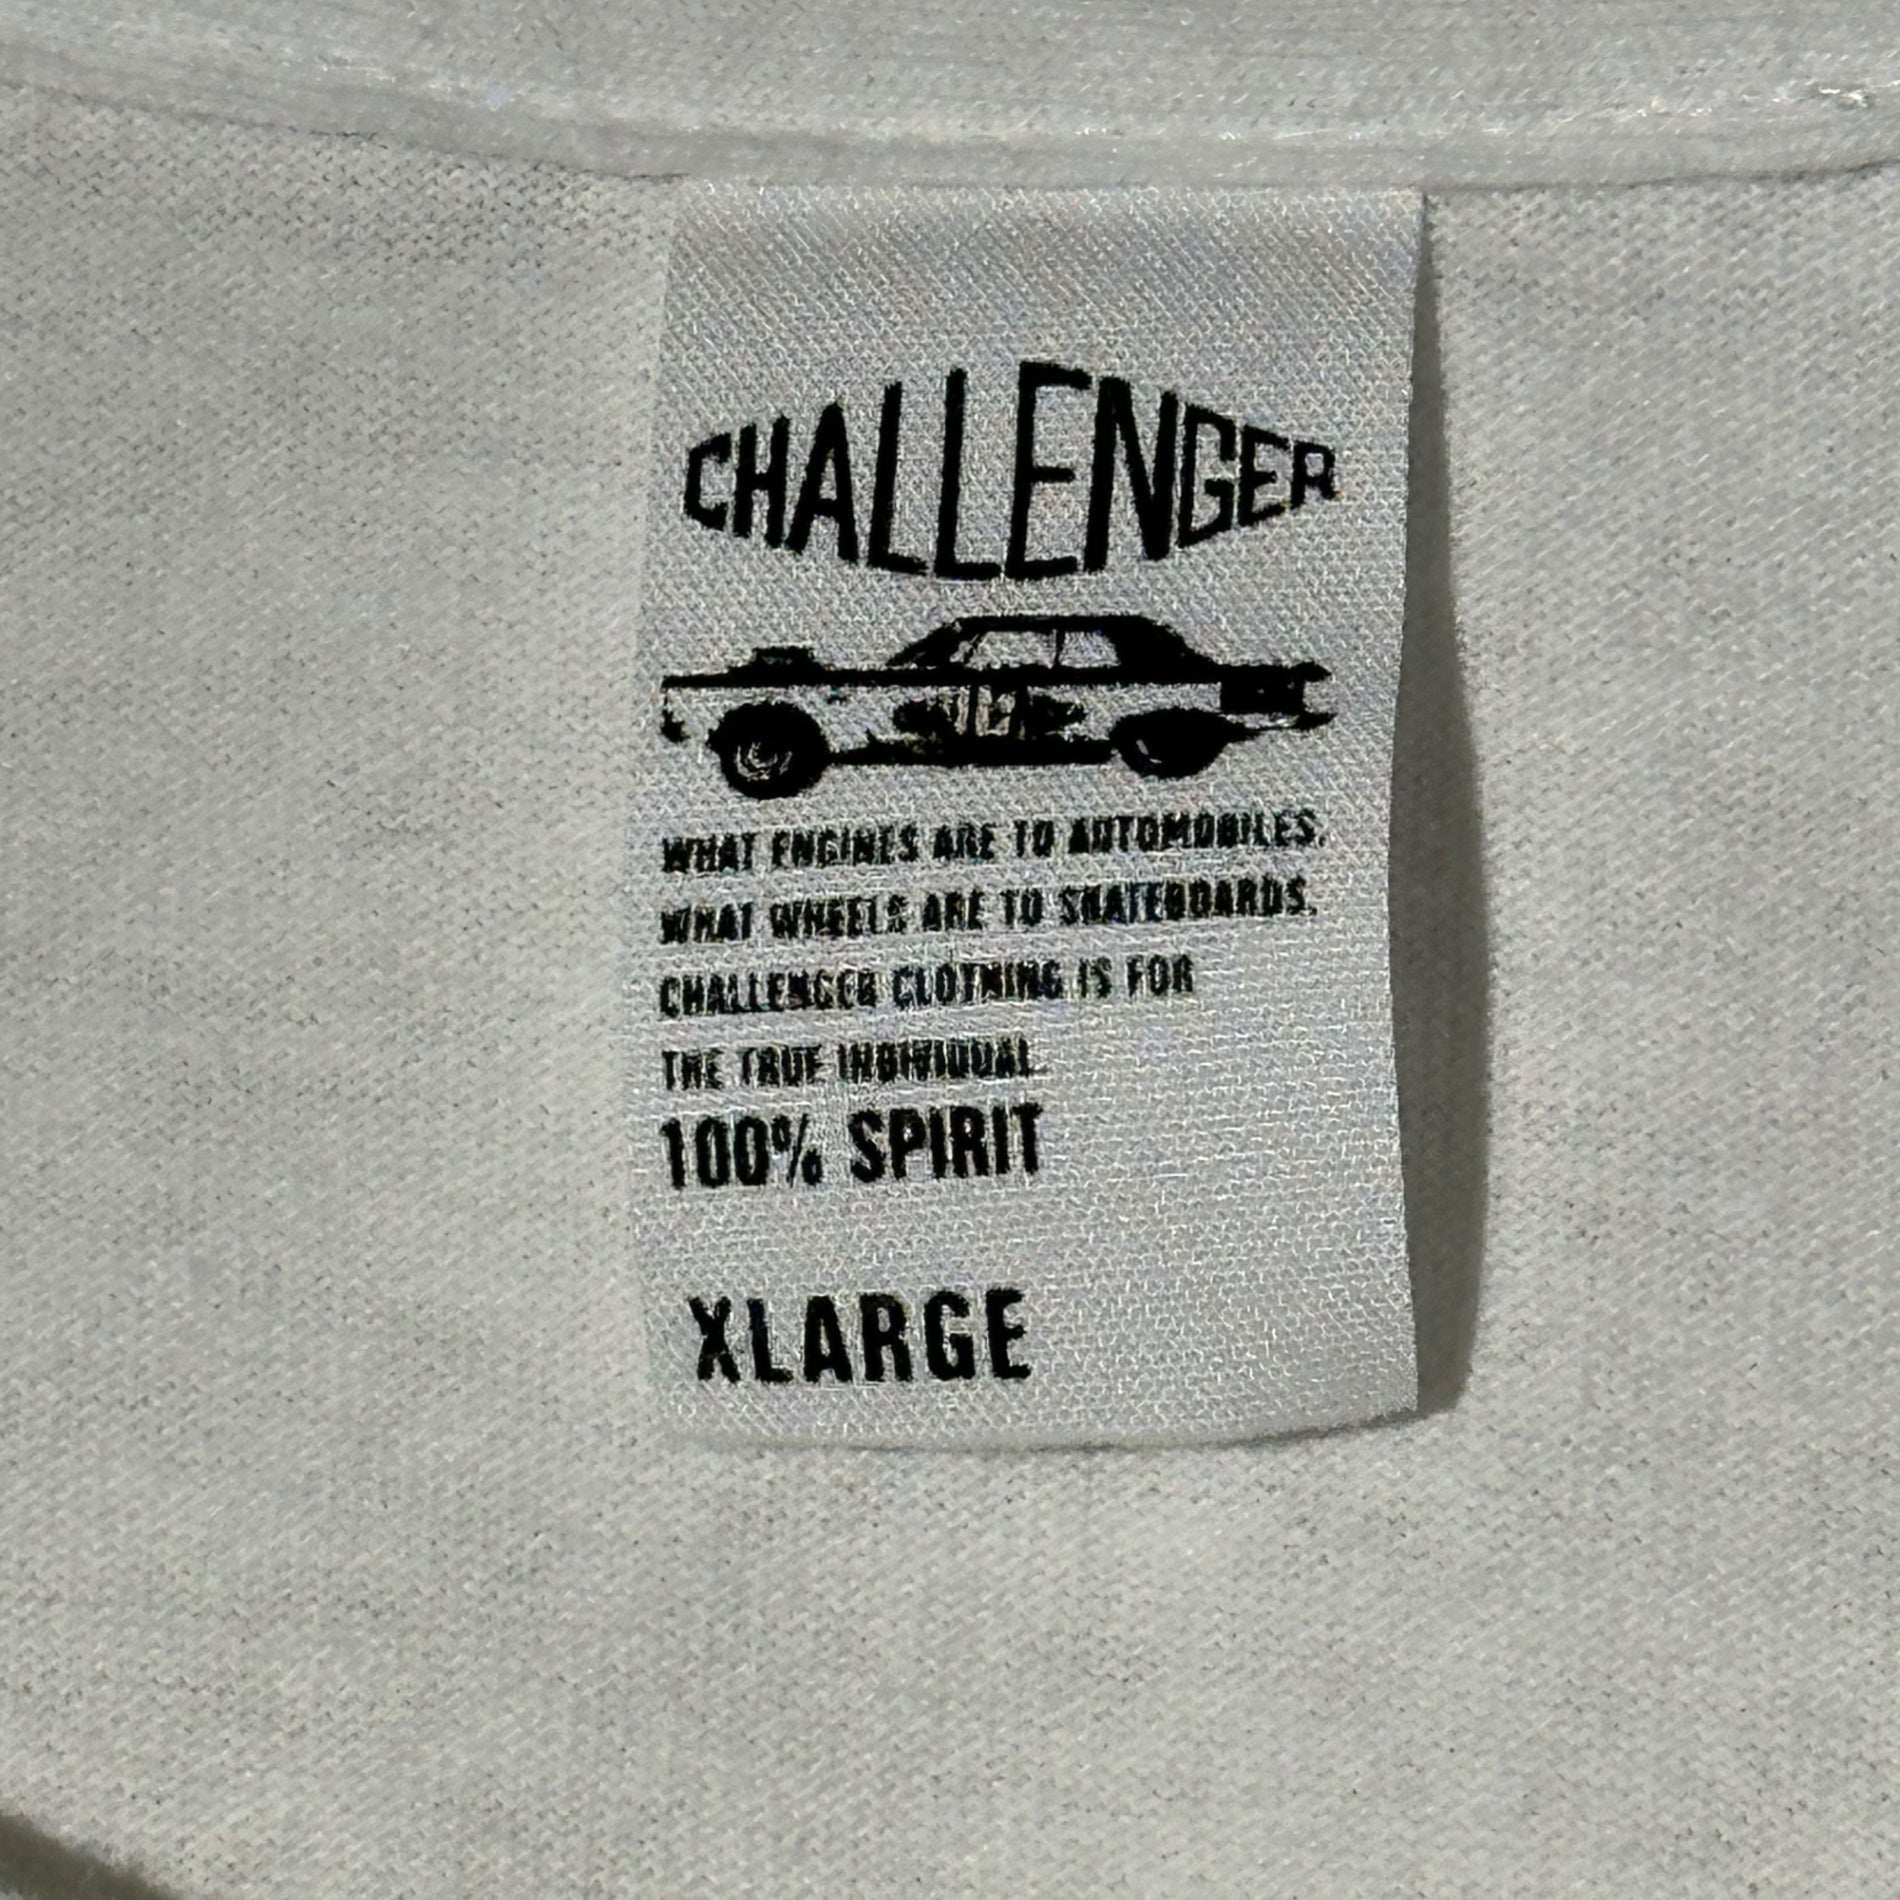 CHALLENGER
WHAT ENGINES ARE TO AUTOMOBILES.
WHAT WHEELS ARE TO SKATEBOARDS.
CHALLENGER CLOTHING IS FOR
THE TRUE INDIVIDUAL.
100% SPIRIT
XLARGE